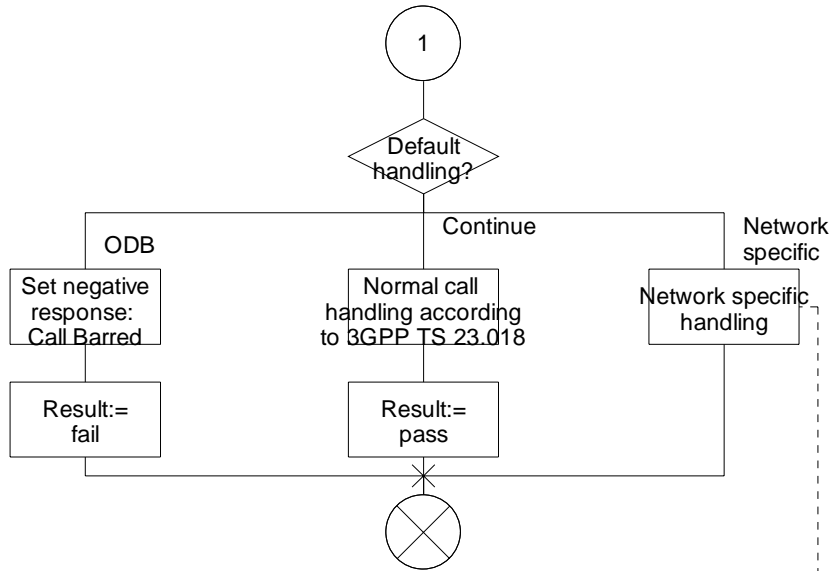 1
Default
handling?
ODB
Continue
Network
specific
Set negative
response:
Call Barred
Normal call
handling according
to 3GPP TS 23.018
Network specific
handling
Result:=
fail
Result:=
pass